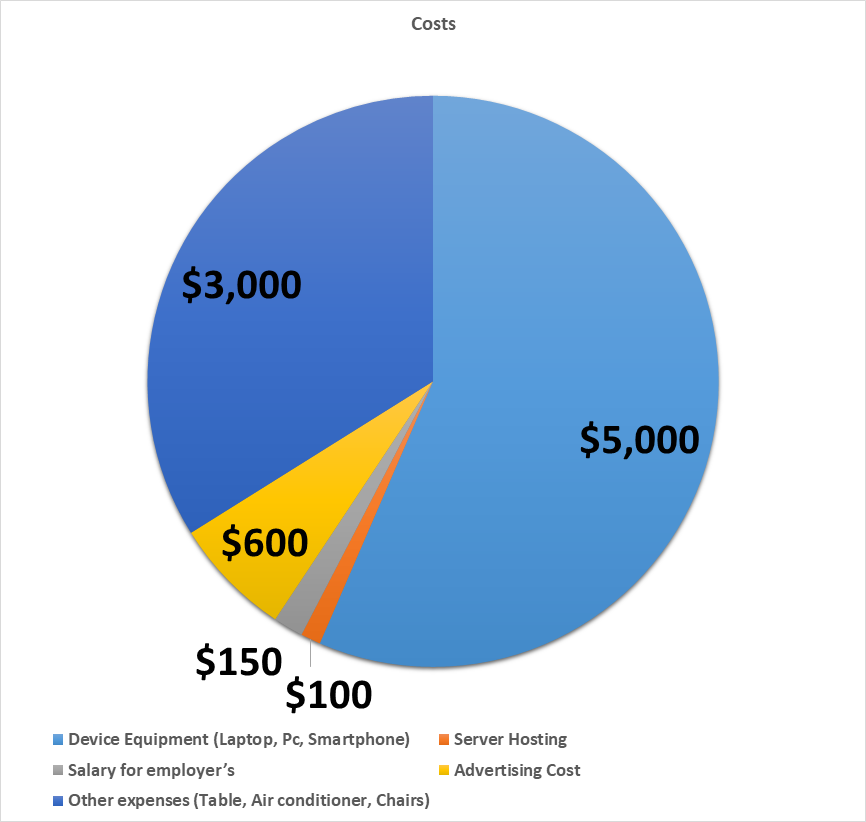 Costs
$3,000
$5,000
$600
$150
$100
Device Equipment (Laptop, Pc, Smartphone)
Server Hosting
Salary for employer’s
Advertising Cost
Other expenses (Table, Air conditioner, Chairs)